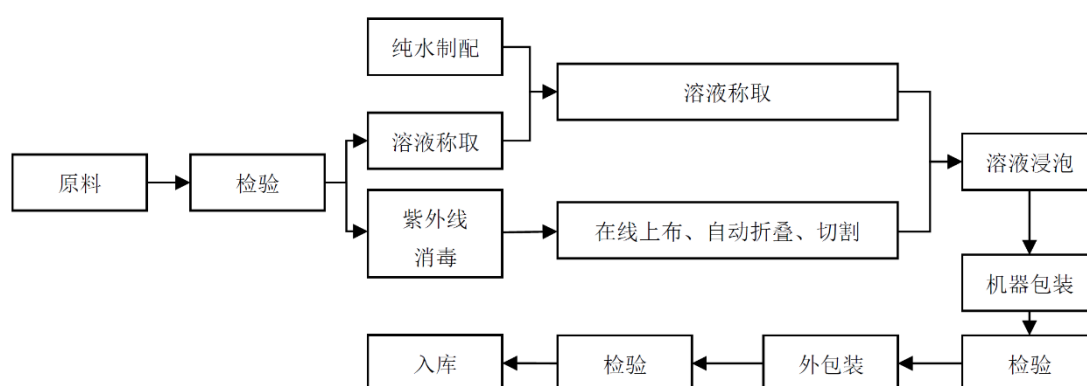 纯水制配
溶液称取
溶液称取
原料
检验
溶液浸泡
紫外线
消毒
在线上布、自动折叠、切割
机器包装
入库
检验
外包装
检验